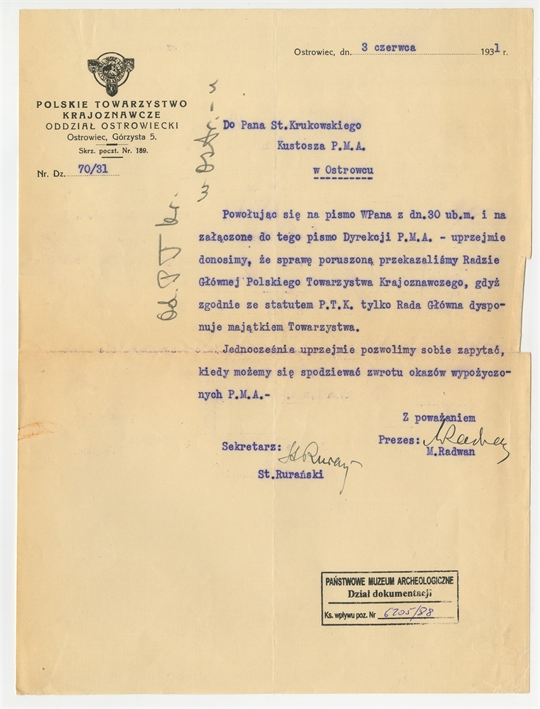 Ostrowiec, dn. 3 czerwca 1931 r.
POLSKIE TOWARZYSTWO
KRAJOZNAWCZE
ODDZIAŁ OSTROWIECKI
Ostrowiec, Górzysta 5.
Skrz. poczt. Nr. 189.
Nr. Dz. 70/31
Do Pana St.Krukowskiego
Kustosza P.M.A.
w Ostrowcu
Powołując się na pismo WPana z dn.30 ub.m. i na
załączone do tego pismo Dyrekcji P.M.A. - uprzejmie
donosimy, że sprawę poruszoną przekazaliśmy Radzie
Głównej Polskiego Towarzystwa Krajoznawczego, gdyż
zgodnie ze statutem P.T.K. tylko Rada Główna dyspo-
nuje majątkiem Towarzystwa.
Jednocześnia uprzejmie pozwolimy sobie zapytać,
kiedy możemy się spodziewać zwrotu okazów wypożyczo-
nych P.M.A.-
Z poważaniem
Sekretarz:
Prezes: MRadwan
M.Radwan
St.Rurański
PAŃSTWOWE MUZEUM ARCHEOLOGICZNE
Dział dokumentacji
Ks. wpływu poz. Nr 6205/88